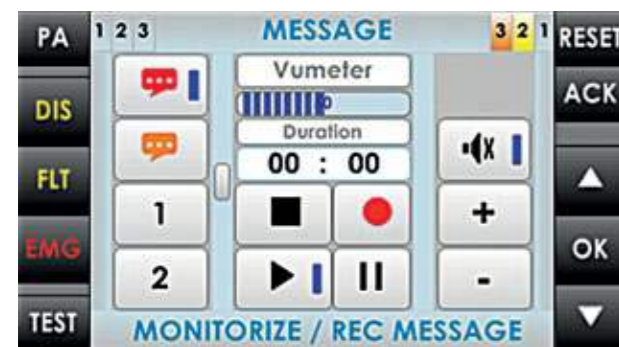 PA
DIS
FLT
EMG
TEST
1 2 3
MESSAGE
3 2 1
1
2
Vumeter
Duration
00 : 00
+
-
MONITORIZE / REC MESSAGE
RESET
ACK
OK